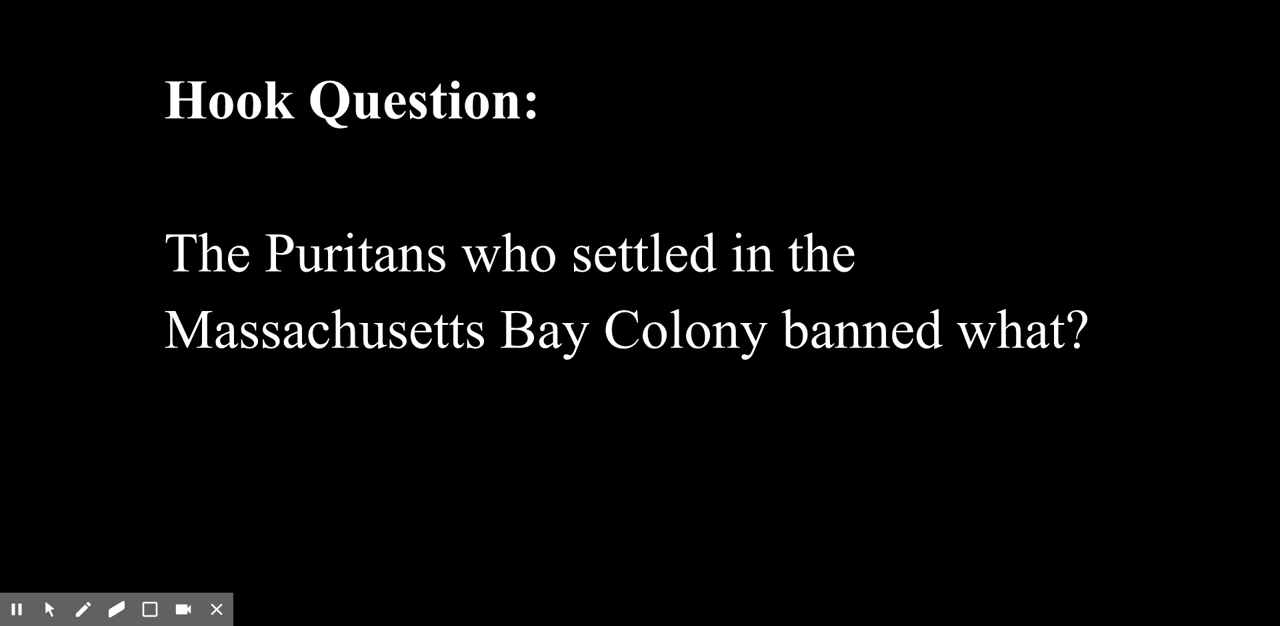 Hook Question:
The Puritans who settled in the
Massachusetts Bay Colony banned what?